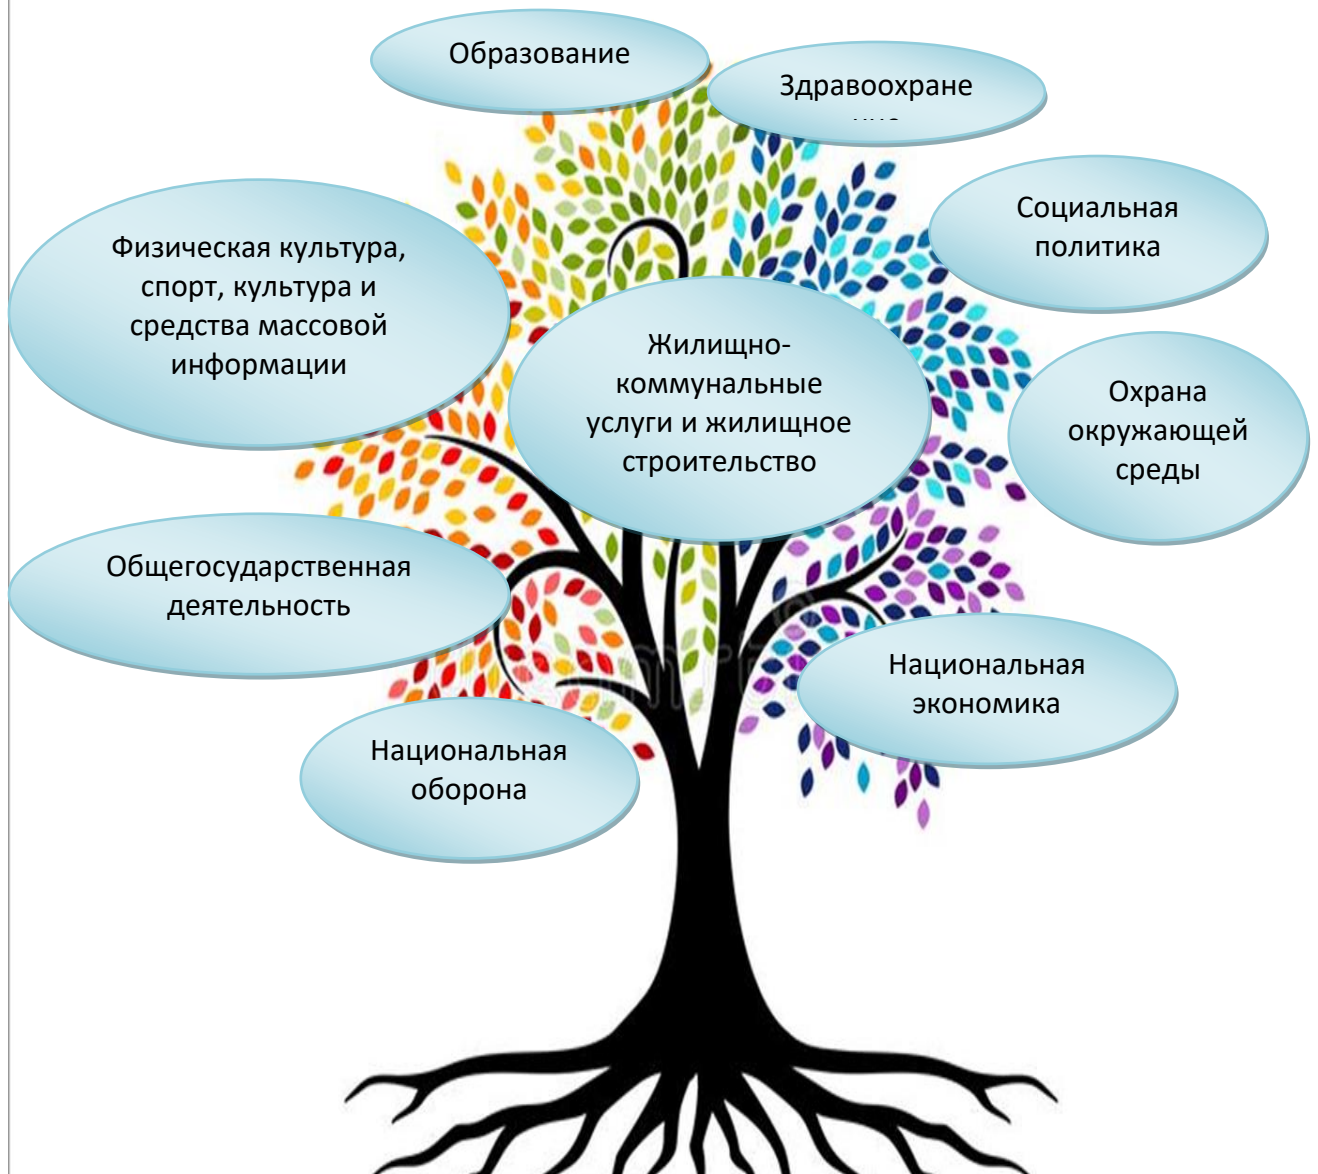 Образование
Здравоохране
Социальная
политика
Физическая культура,
спорт, культура и
средства массовой
информации
Жилищно-
коммунальные
услуги и жилищное
строительство
Охрана
окружающей
среды
Общегосударственная
деятельность
Национальная
экономика
Национальная
оборона